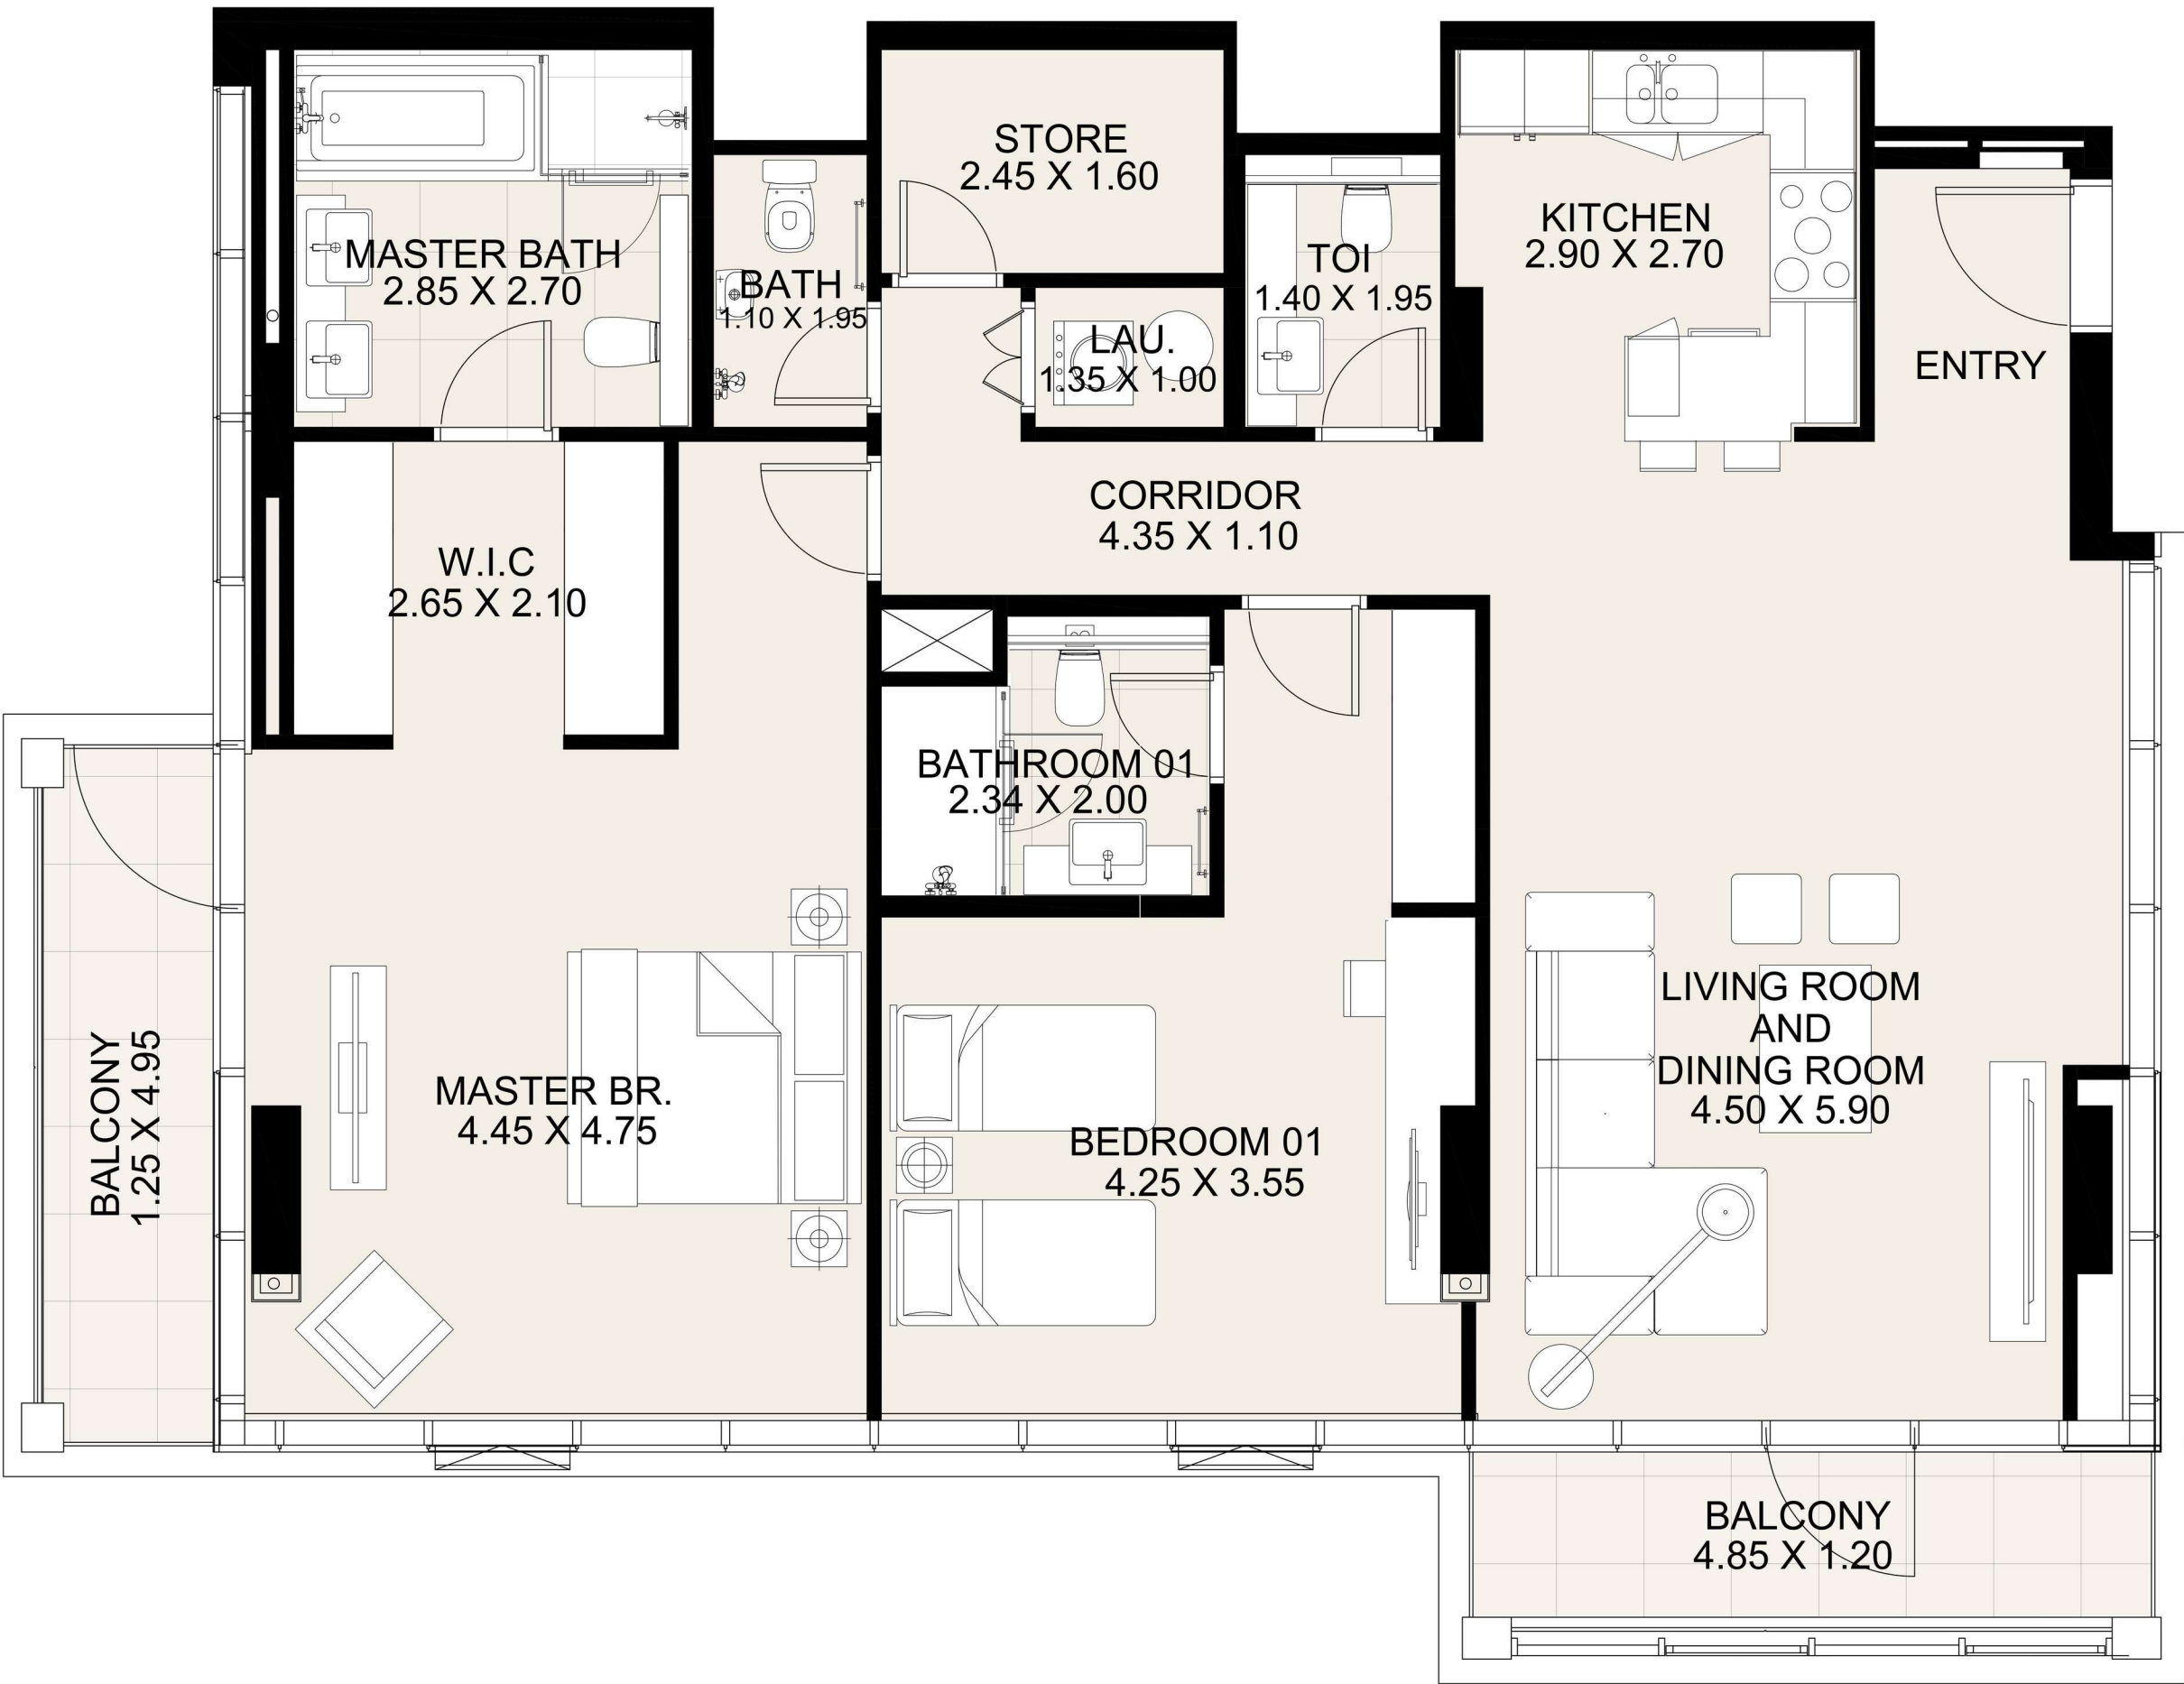 MASTER BATH
2.85 X 2.70
BATH
1.10 X 1.95
STORE
2.45 X 1.60
LAU.
1.35 X 1.00
TOI
1.40 X 1.95
KITCHEN
2.90 X 2.70
ENTRY
W.I.C
2.65 X 2.10
CORRIDOR
4.35 X 1.10
BATHROOM 01
2.34 X 2.00
BALCONY
1.25 X 4.95
MASTER BR.
4.45 X 4.75
BEDROOM 01
4.25 X 3.55
LIVING ROOM
AND
DINING ROOM
4.50 X 5.90
BALCONY
4.85 X 1.20